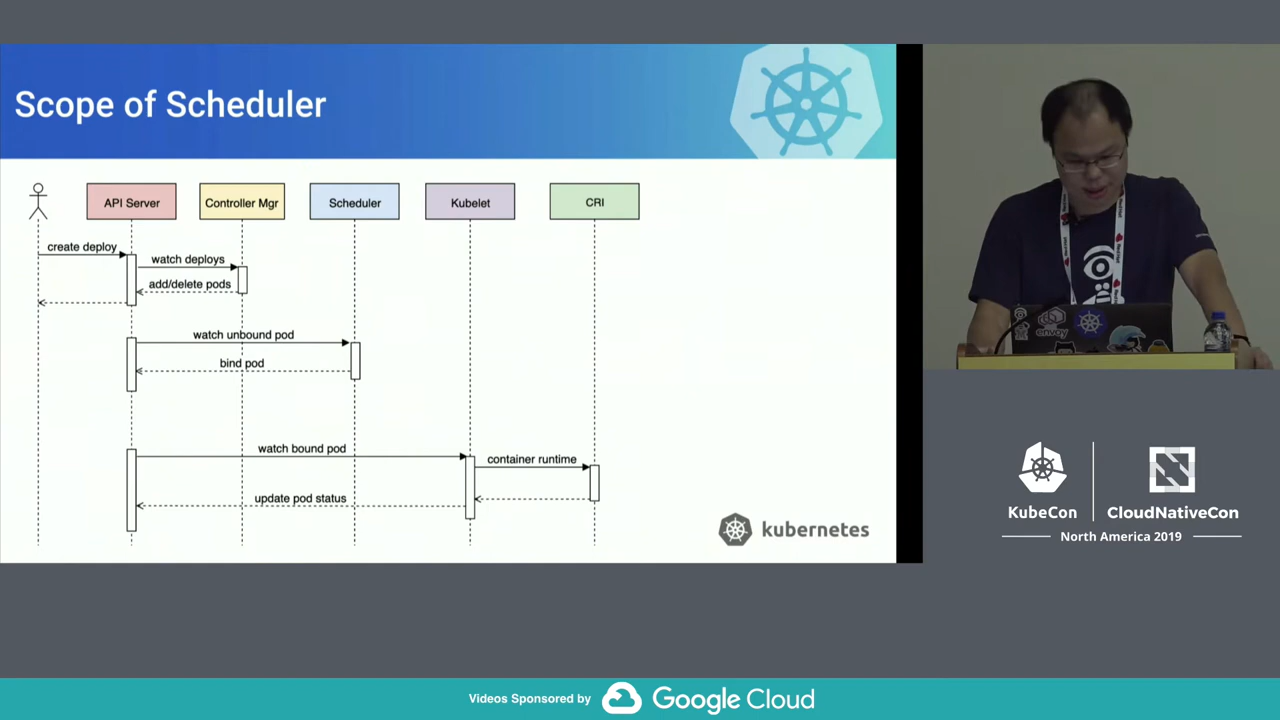 Scope of Scheduler
API Server
Controller Mgr
Scheduler
Kubelet
CRI
create deploy
watch deploys
add/delete pods
watch unbound pod
bind pod
watch bound pod
container runtime
update pod status
kubernetes
envoy
KubeCon
CloudNativeCon
North America 2019
Videos Sponsored by
Google Cloud